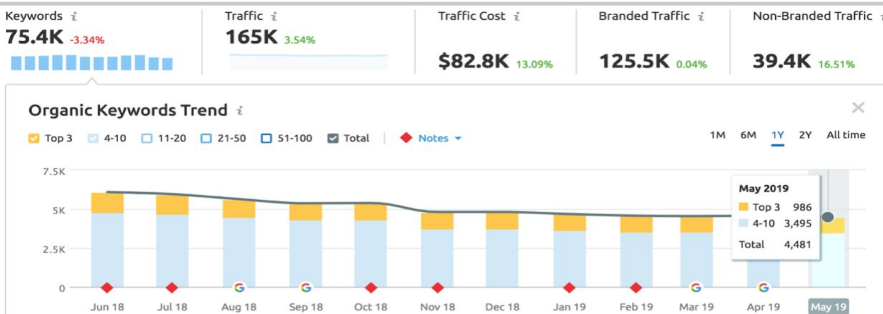 Keywords i Traffic i Traffic Cost i Branded Traffic i Non-Branded Traffic
75.4K -3.34% 165K 3.54% $82.8K 13.09% 125.5K 0.04% 39.4K 16.51%
Organic Keywords Trend i
Top 3 4-10 11-20 21-50 51-100 Total Notes 1M 6M 1Y 2Y All time
7.5K
May 2019
5K
Top 3 986
4-10 3,495
2.5K
Total 4,481
0
G G G G
Jun 18 Jul 18 Aug 18 Sep 18 Oct 18 Nov 18 Dec 18 Jan 19 Feb 19 Mar 19 Apr 19 May 19